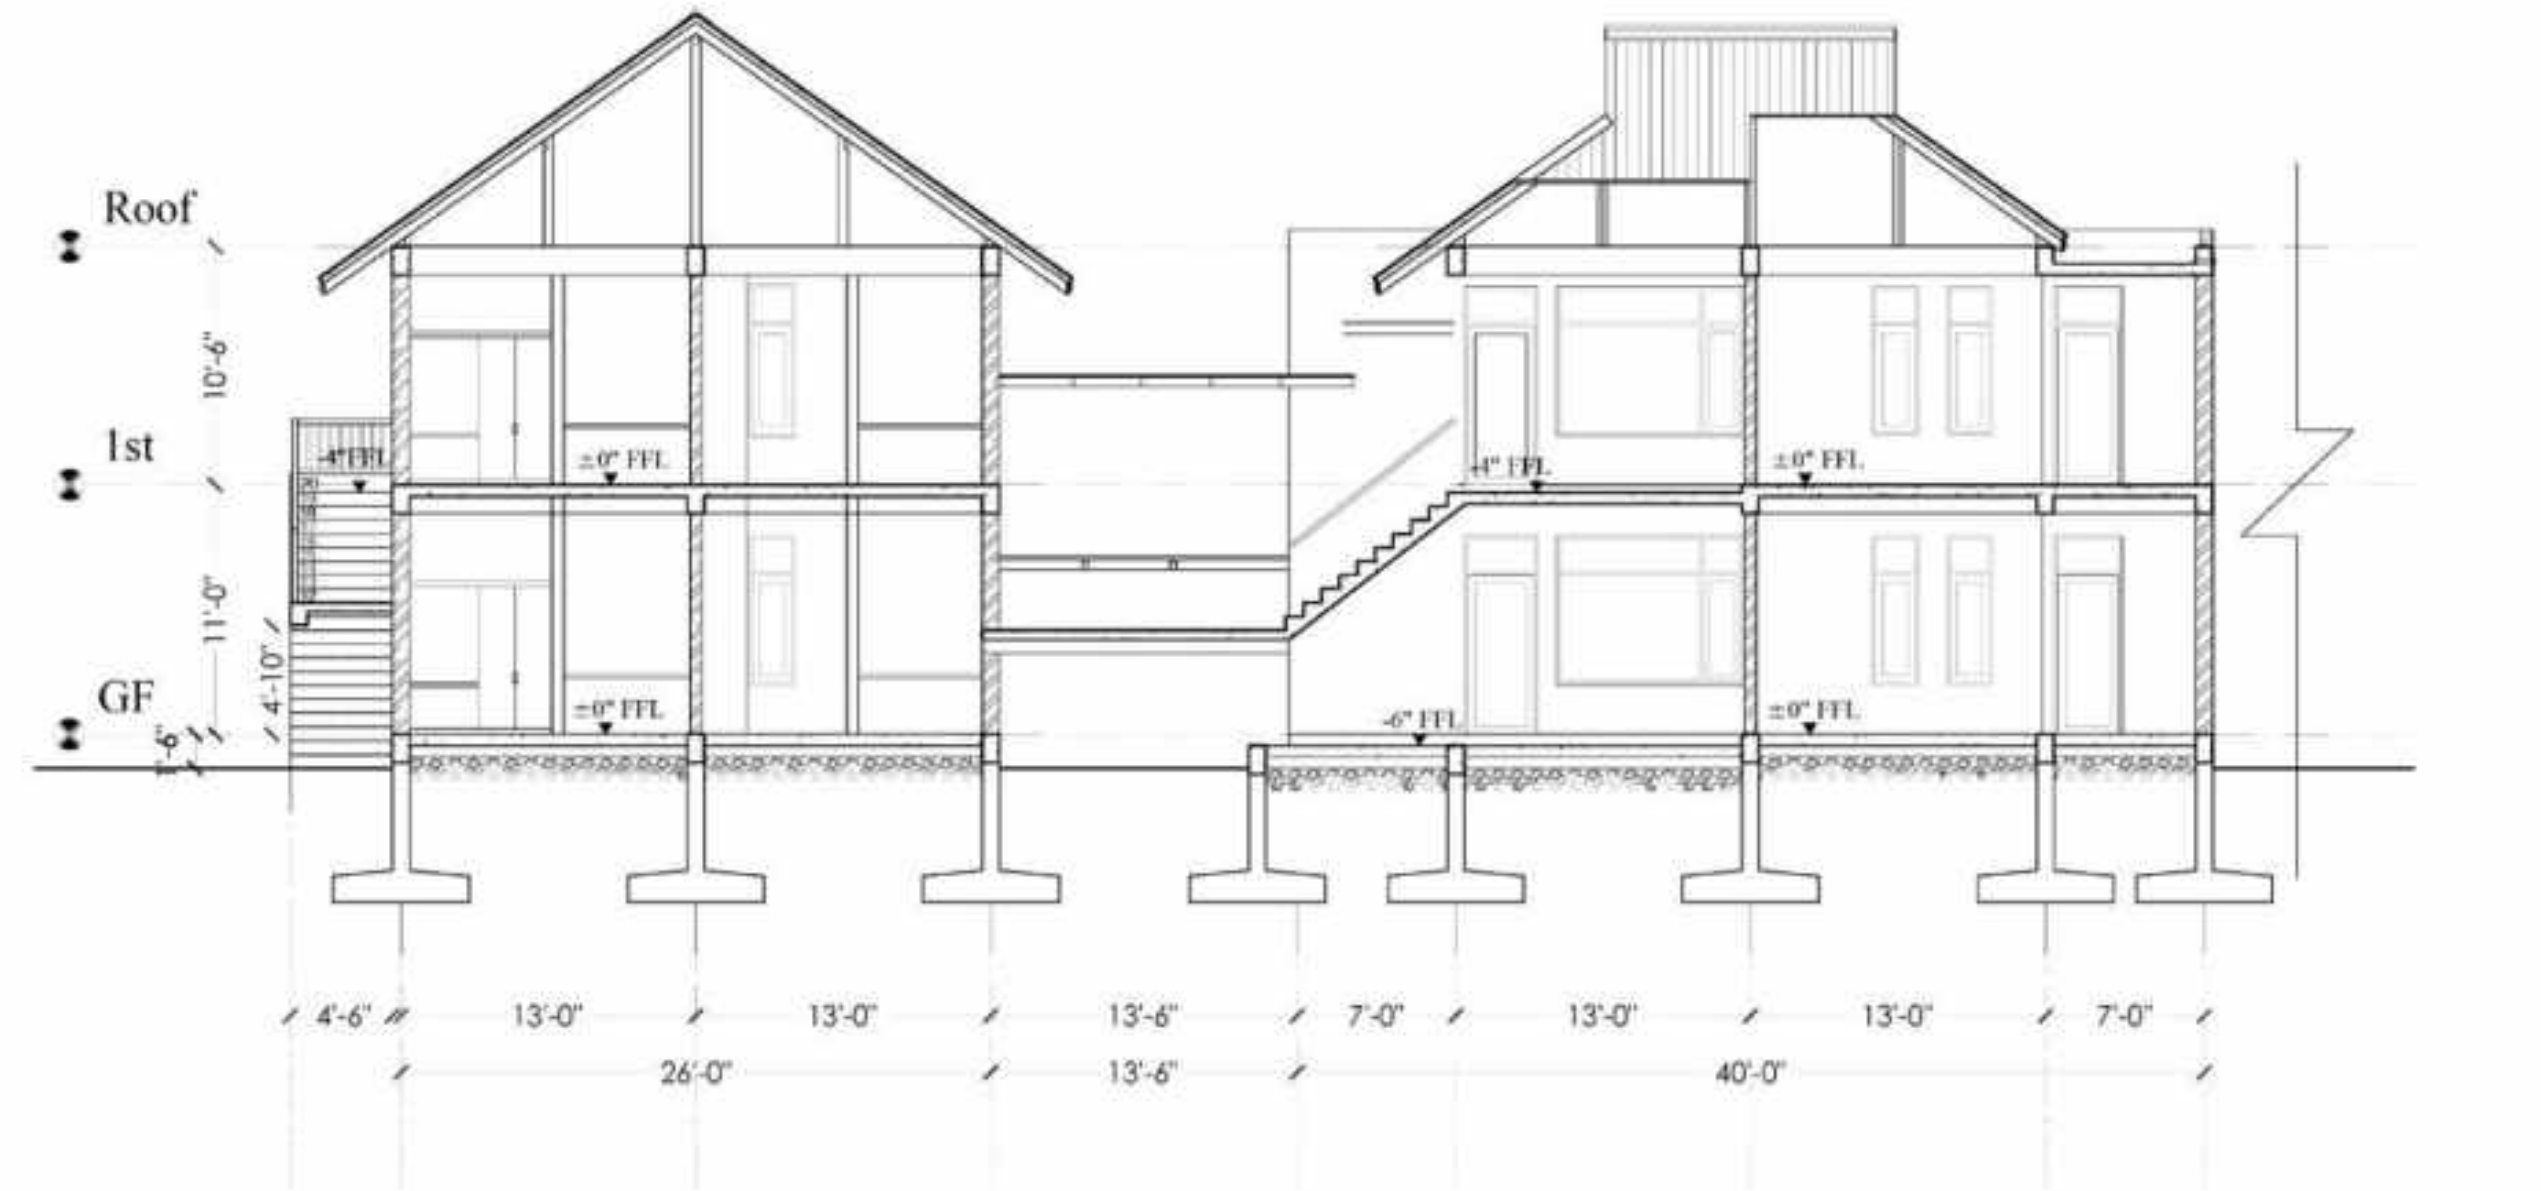 Roof
10'-6"
1st
-4" FFL
±0" FFL
-4" FFL
±0" FFL
11'-0"
4'-10"
GF
1'-6"
±0" FFL
-6" FFL
±0" FFL
4'-6" 13'-0" 13'-0" 13'-6" 7'-0" 13'-0" 13'-0" 7'-0"
26'-0" 13'-6" 40'-0"